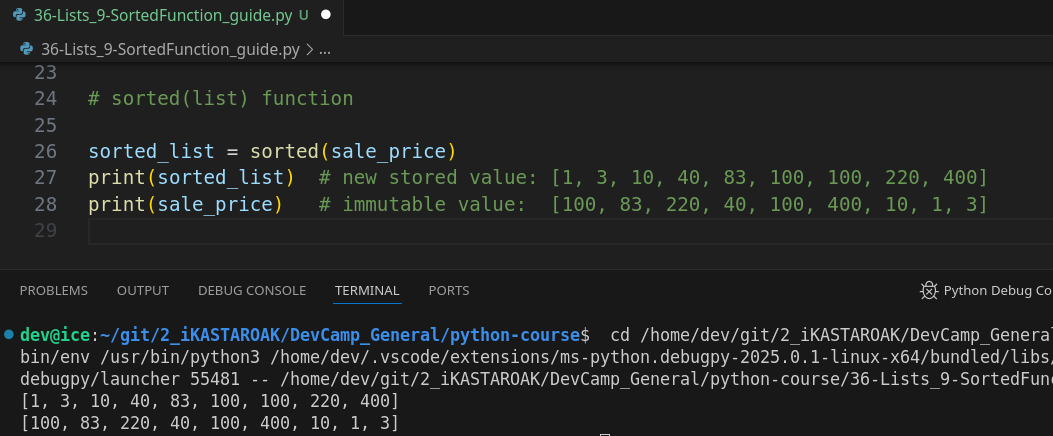 36-Lists_9-SortedFunction_guide.py U
36-Lists_9-SortedFunction_guide.py > ...
23
24 # sorted(list) function
25
26 sorted_list = sorted(sale_price)
27 print(sorted_list)  # new stored value: [1, 3, 10, 40, 83, 100, 100, 220, 400]
28 print(sale_price)   # immutable value:  [100, 83, 220, 40, 100, 400, 10, 1, 3]
29
PROBLEMS OUTPUT DEBUG CONSOLE TERMINAL PORTS Python Debug Co
dev@ice:~/git/2_iKASTAROAK/DevCamp_General/python-course$  cd /home/dev/git/2_iKASTAROAK/DevCamp_Genera
bin/env /usr/bin/python3 /home/dev/.vscode/extensions/ms-python.debugpy-2025.0.1-linux-x64/bundled/libs/
debugpy/launcher 55481 -- /home/dev/git/2_iKASTAROAK/DevCamp_General/python-course/36-Lists_9-SortedFunc
[1, 3, 10, 40, 83, 100, 100, 220, 400]
[100, 83, 220, 40, 100, 400, 10, 1, 3]